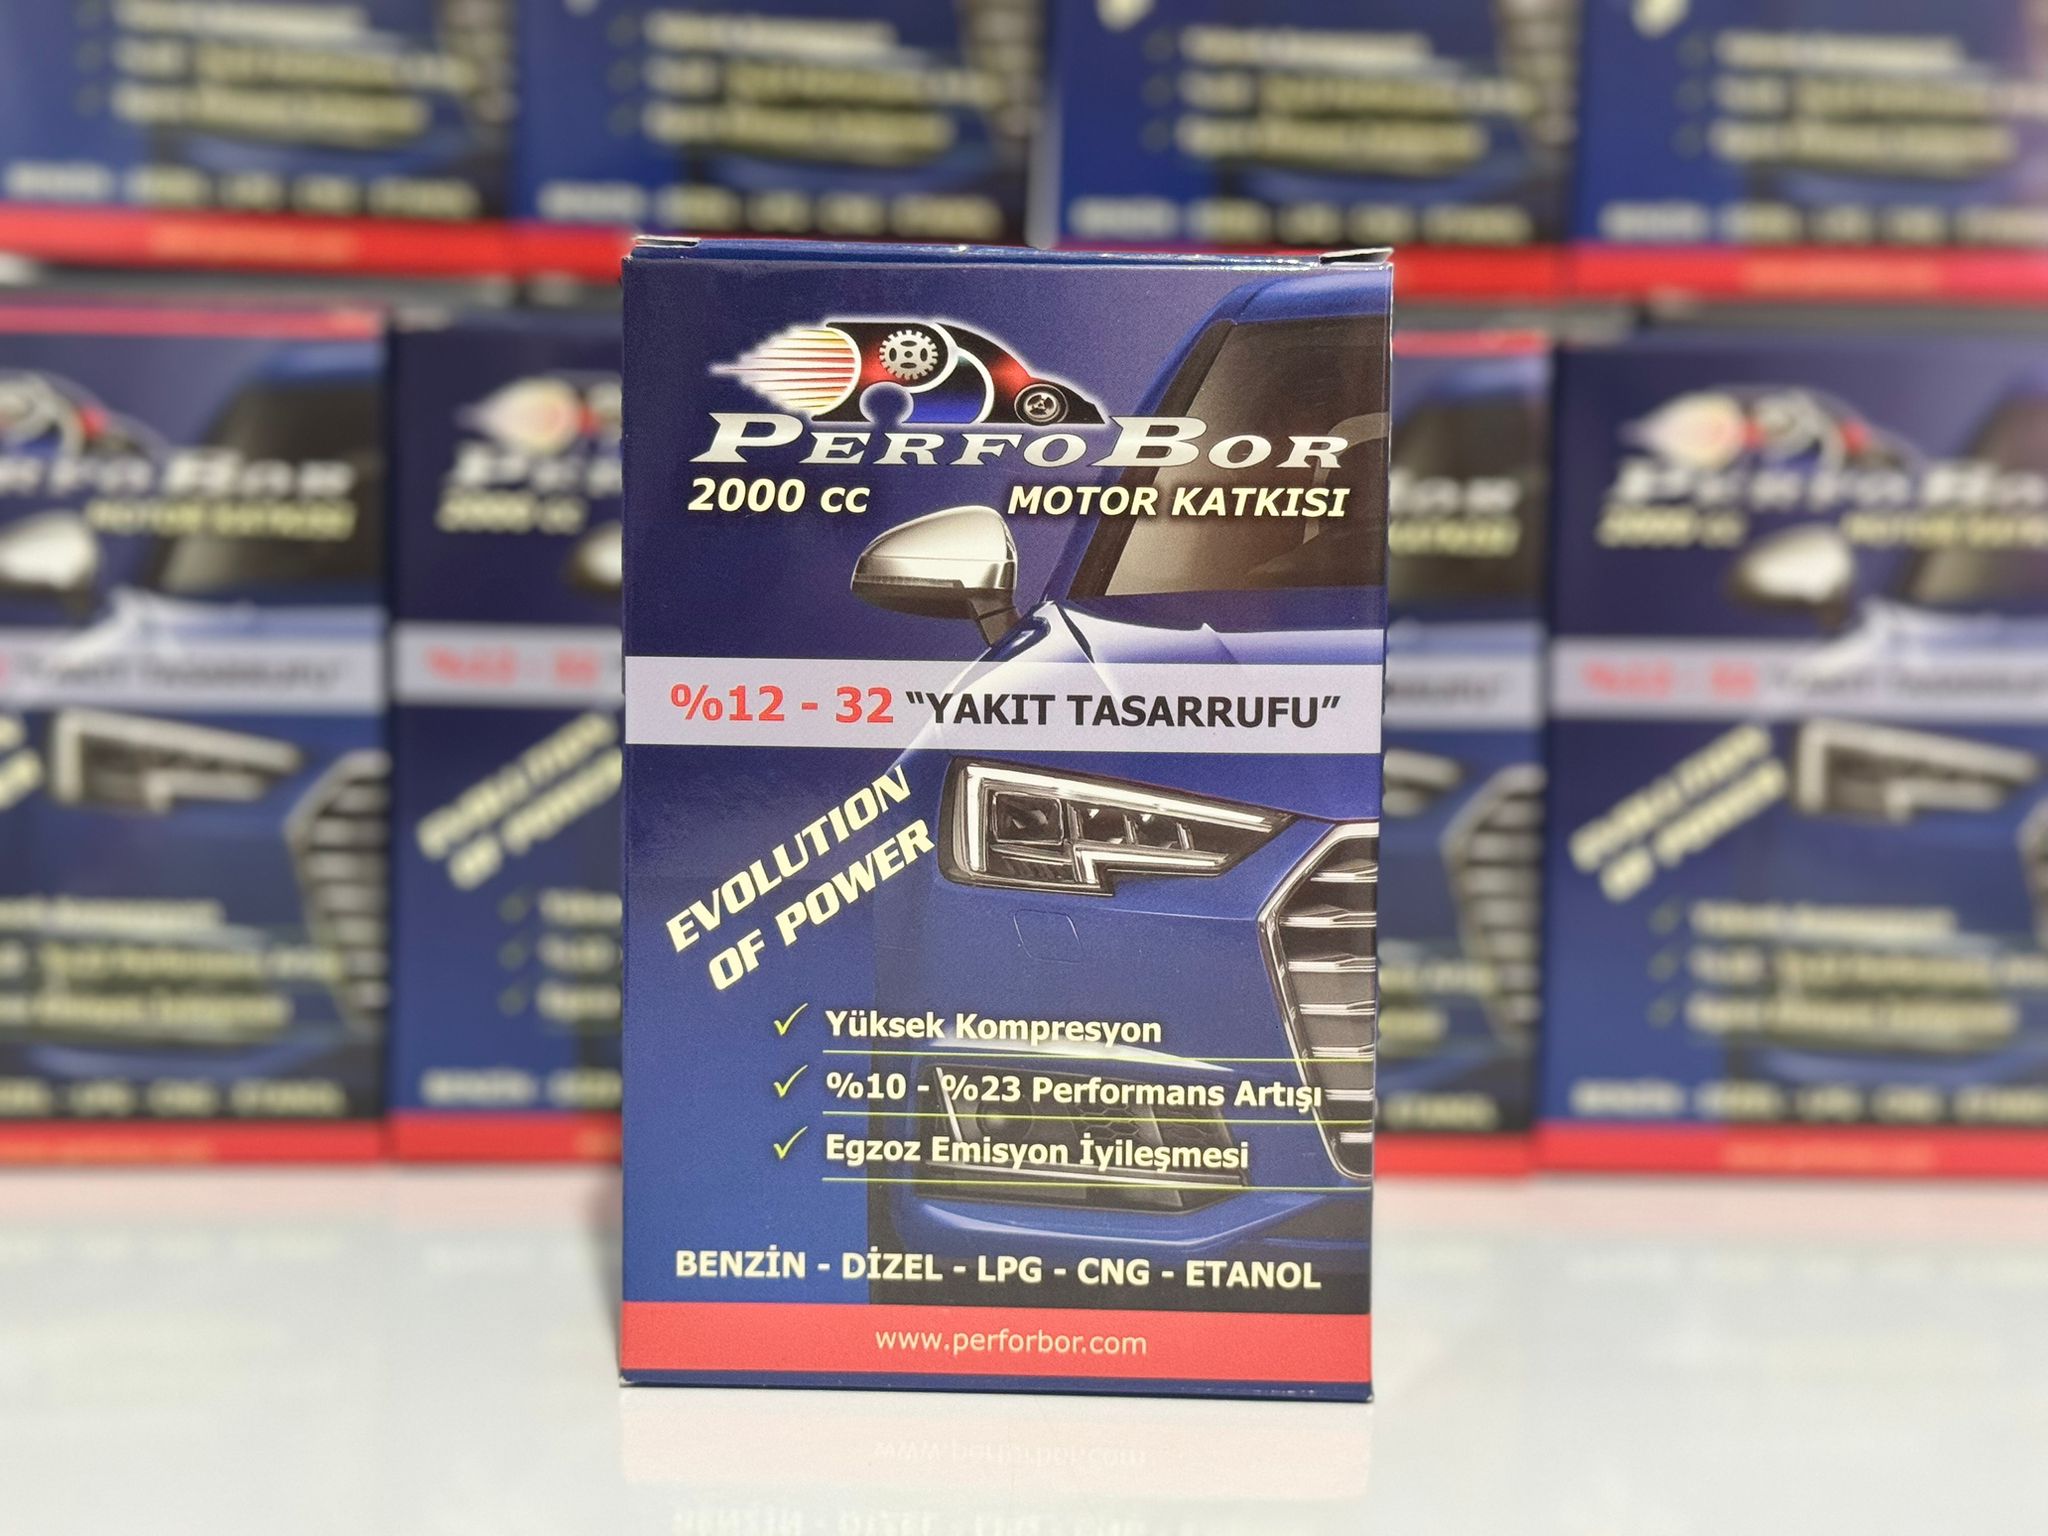 PERFOBOR
2000 cc MOTOR KATKISI
%12 - 32 "YAKIT TASARRUFU"
EVOLUTION
OF POWER
✓ Yüksek Kompresyon
✓ %10 - %23 Performans Artışı
✓ Egzoz Emisyon İyileşmesi
BENZİN - DİZEL - LPG - CNG - ETANOL
www.perforbor.com